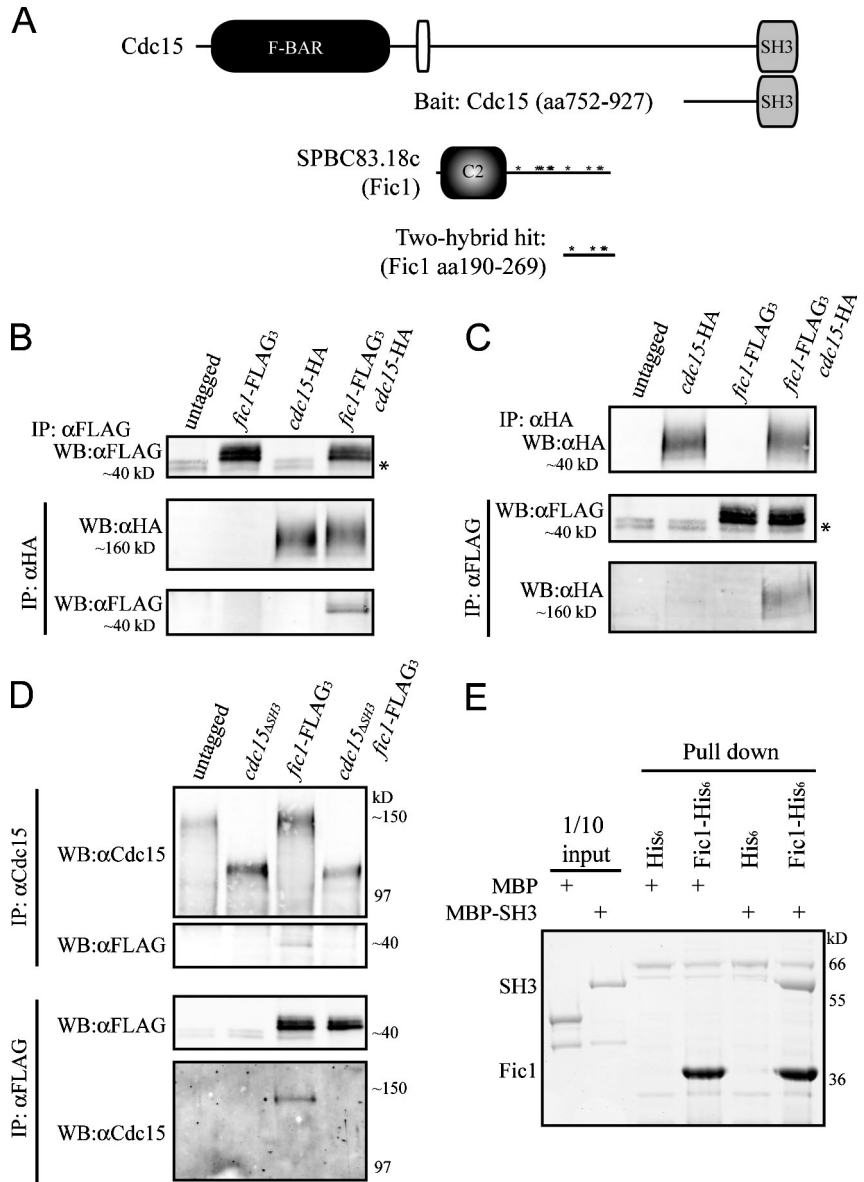 A
Cdc15
F-BAR
SH3
Bait: Cdc15 (aa752-927)
SH3
SPBC83.18c
(Fic1)
C2
* *** * ***
Two-hybrid hit:
(Fic1 aa190-269)
* ***
B
untagged
fic1-FLAG3
cdc15-HA
fic1-FLAG3
cdc15-HA
IP: αFLAG
WB:αFLAG
~40 kD
*
IP: αHA
WB:αHA
~160 kD
WB:αFLAG
~40 kD
C
untagged
cdc15-HA
fic1-FLAG3
fic1-FLAG3
cdc15-HA
IP: αHA
WB:αHA
~40 kD
IP: αFLAG
WB:αFLAG
~40 kD
*
WB:αHA
~160 kD
D
untagged
cdc15ΔSH3
fic1-FLAG3
cdc15ΔSH3
fic1-FLAG3
kD
IP: αCdc15
WB:αCdc15
~150
97
WB:αFLAG
~40
IP: αFLAG
WB:αFLAG
~40
WB:αCdc15
~150
97
E
Pull down
1/10
input
His6
Fic1-His6
His6
Fic1-His6
MBP + + +
MBP-SH3 + + +
kD
66
SH3
55
Fic1
36